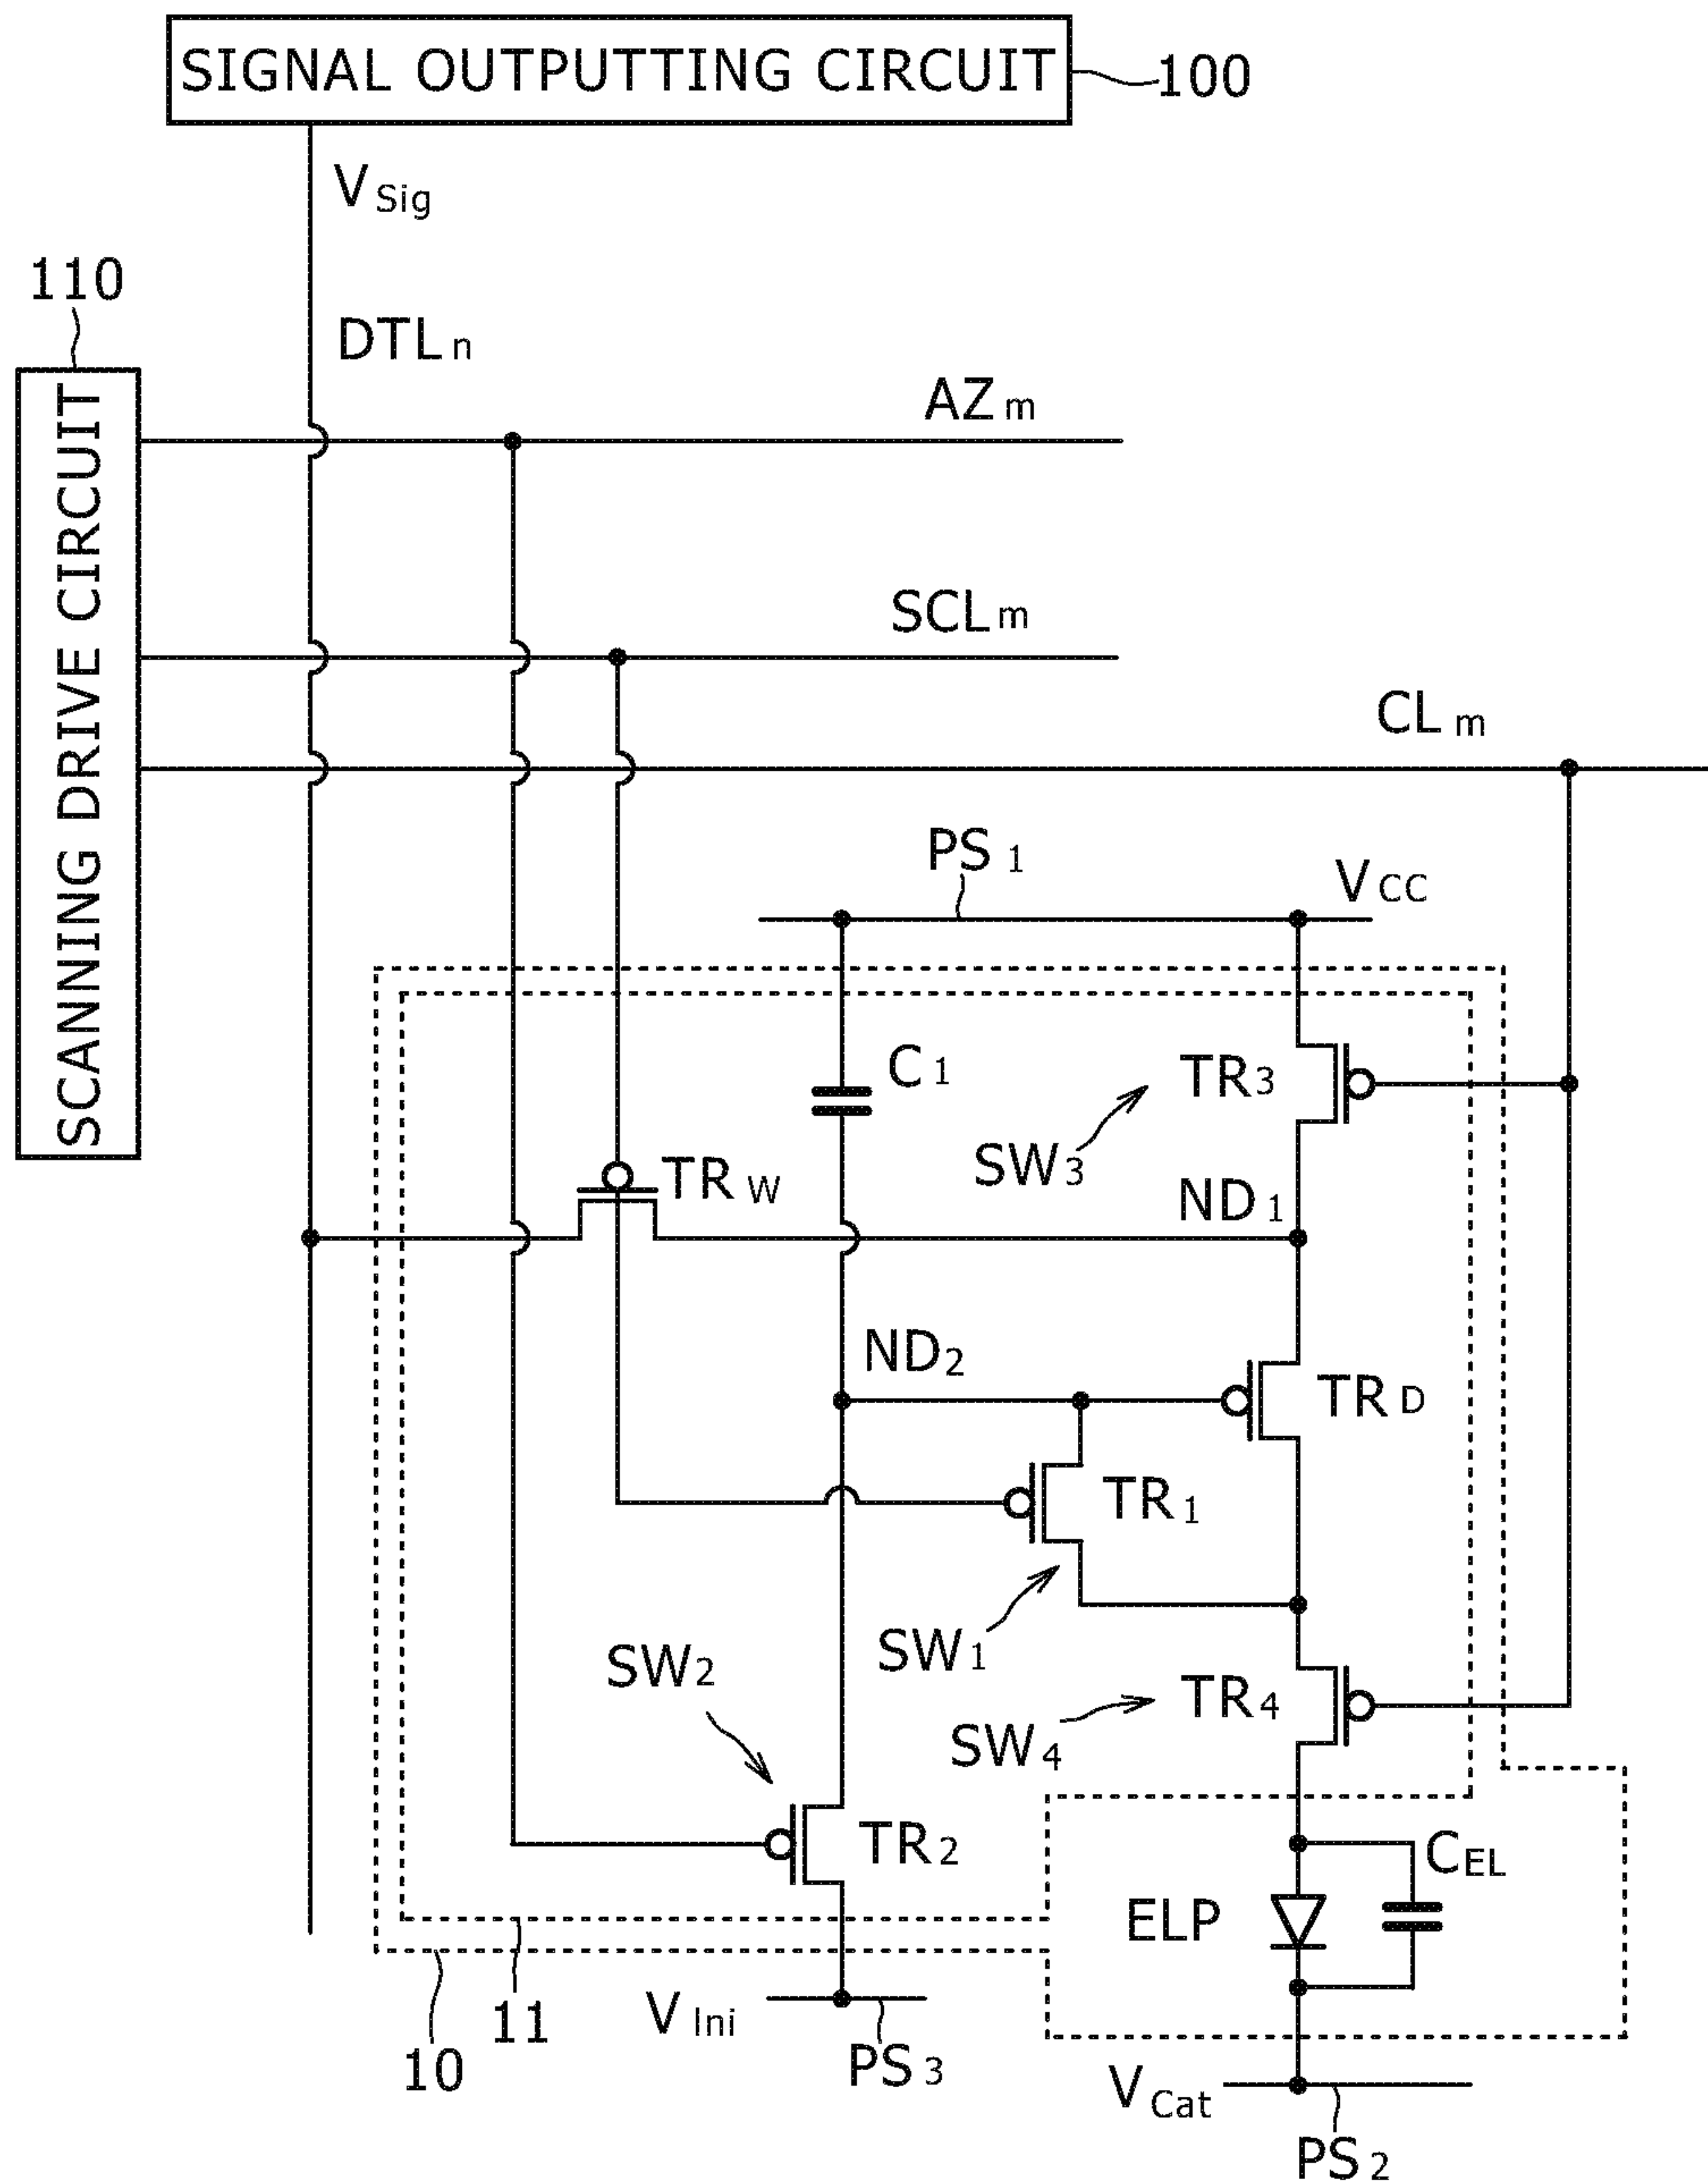 SIGNAL OUTPUTTING CIRCUIT
100
VSig
110
DTLn
AZm
SCANNING DRIVE CIRCUIT
SCLm
CLm
PS1
VCC
C1
TR3
SW3
TRW
ND1
ND2
TRD
TR1
SW1
SW2
TR4
SW4
TR2
CEL
ELP
11
VIni
10
PS3
VCat
PS2